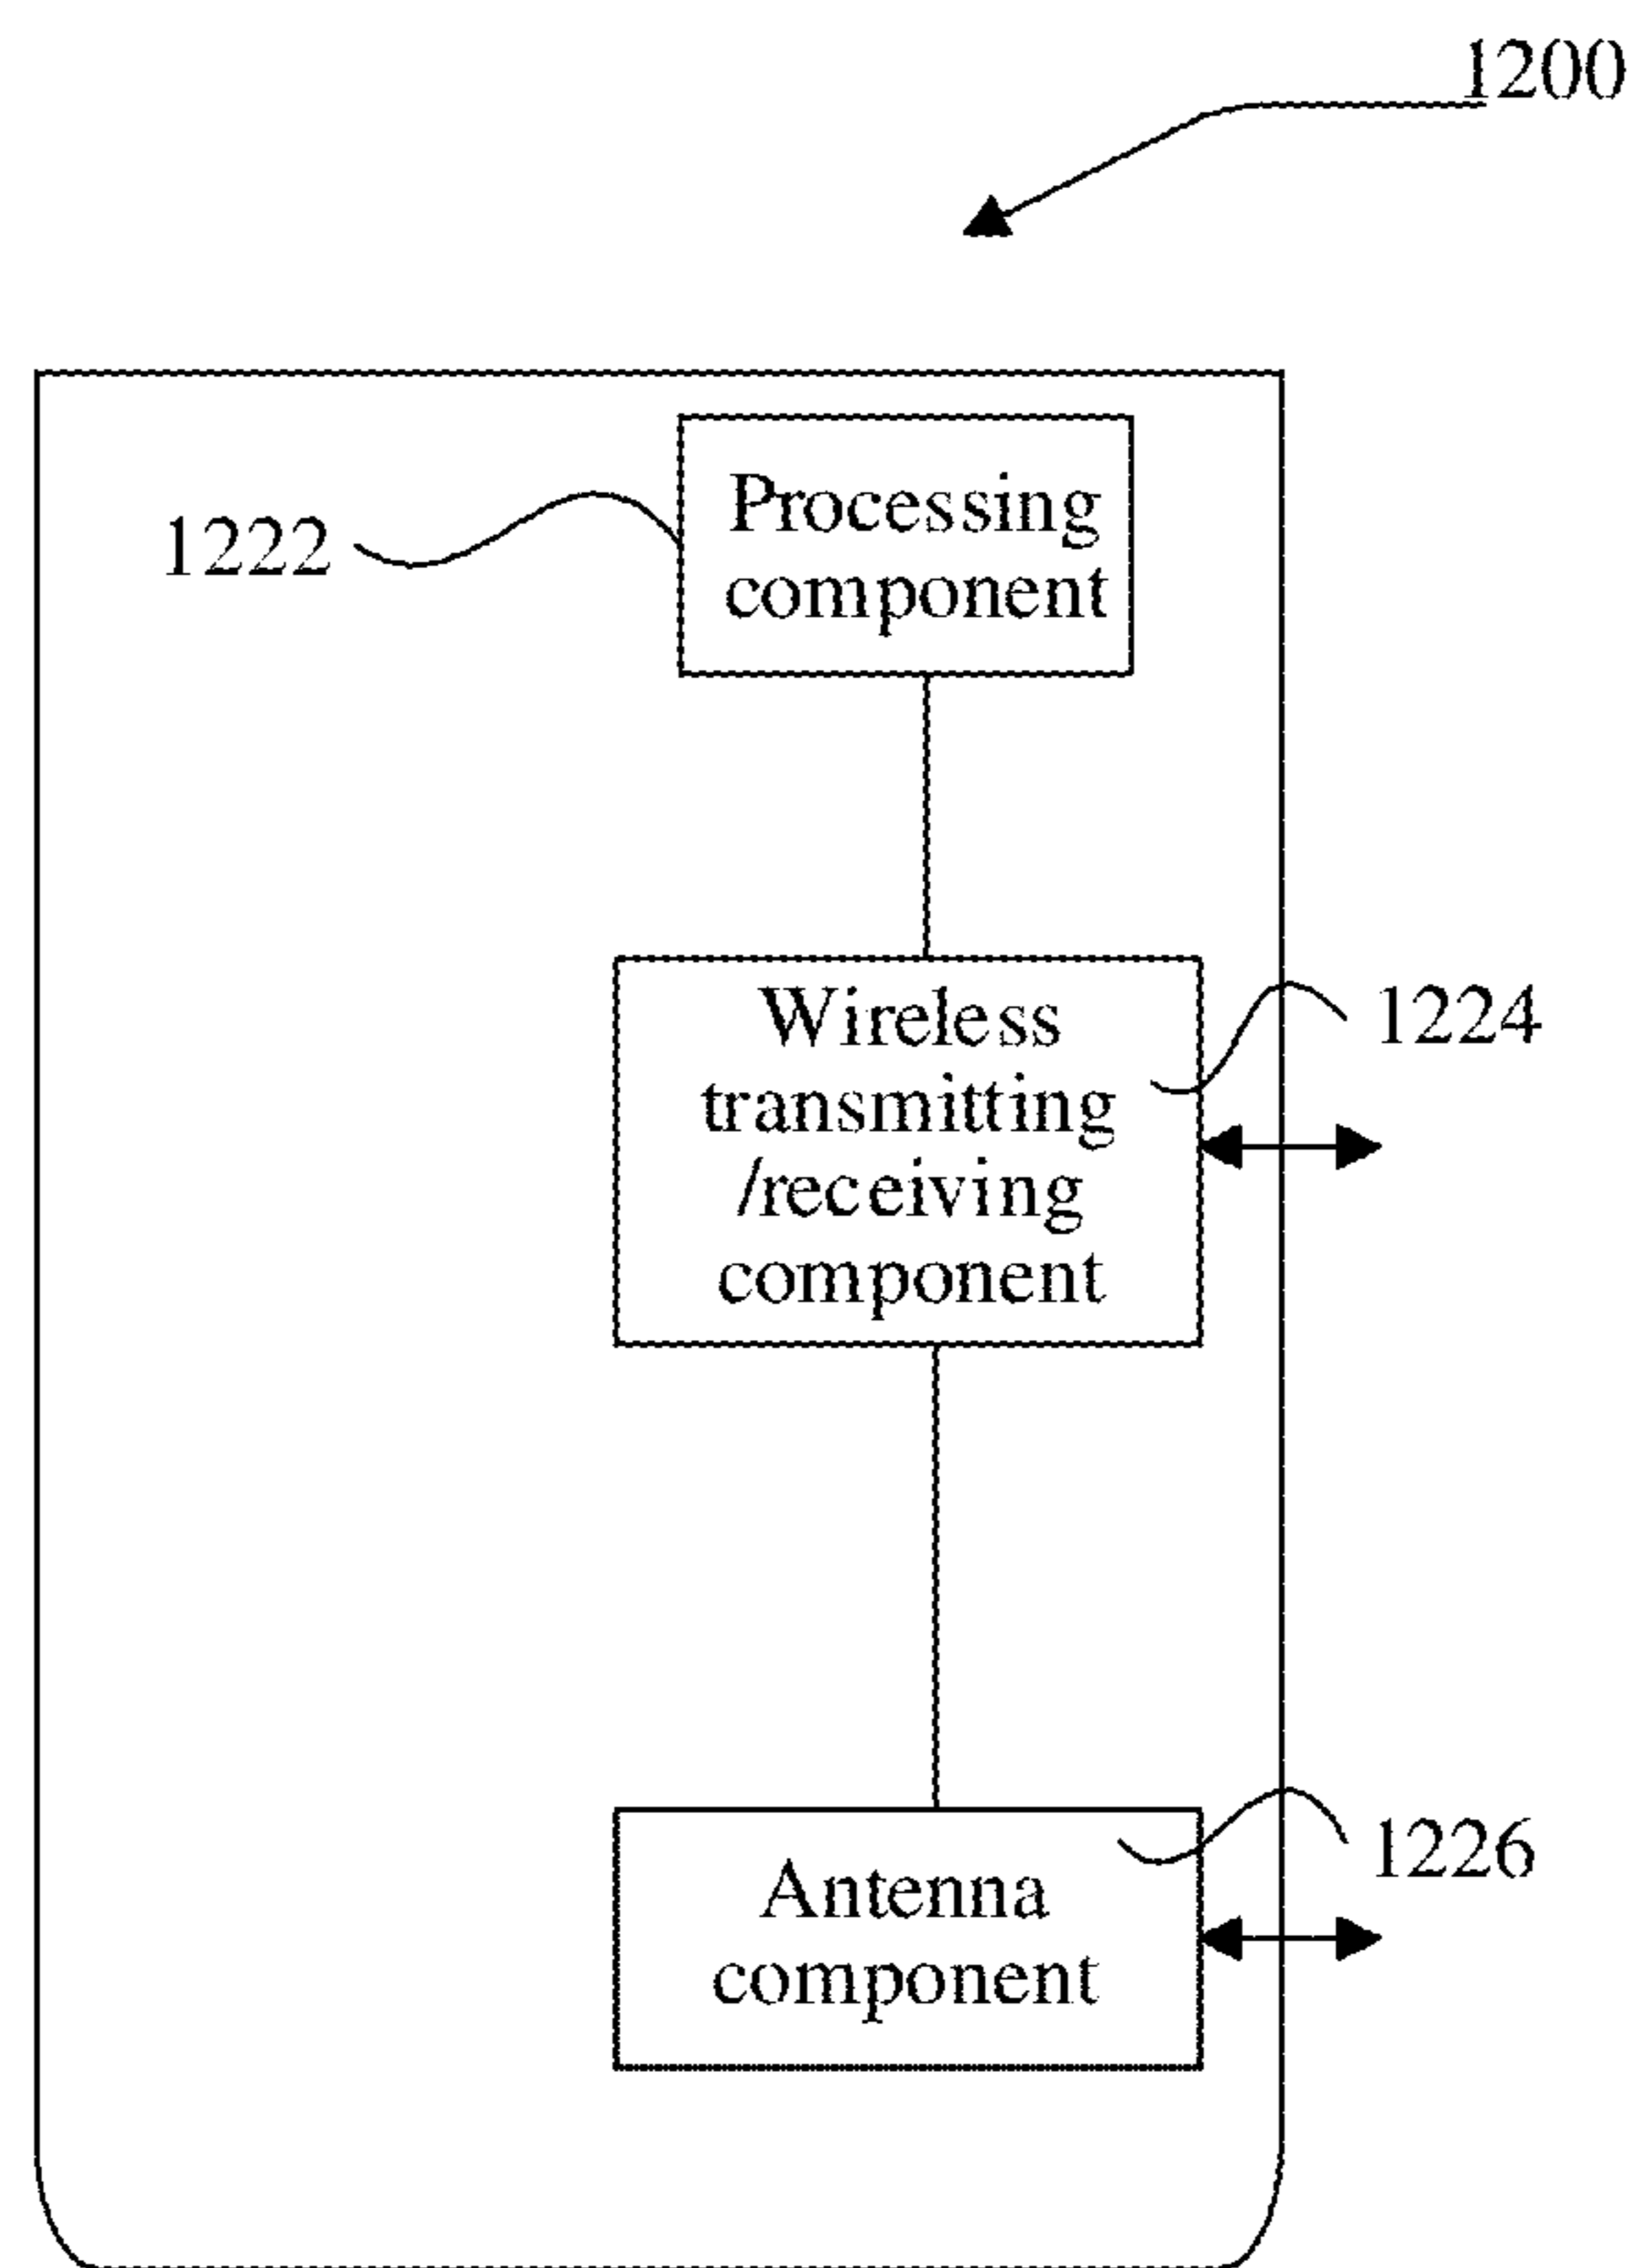 1200
Processing
component
1222
Wireless
transmitting
/receiving
component
1224
Antenna
component
1226